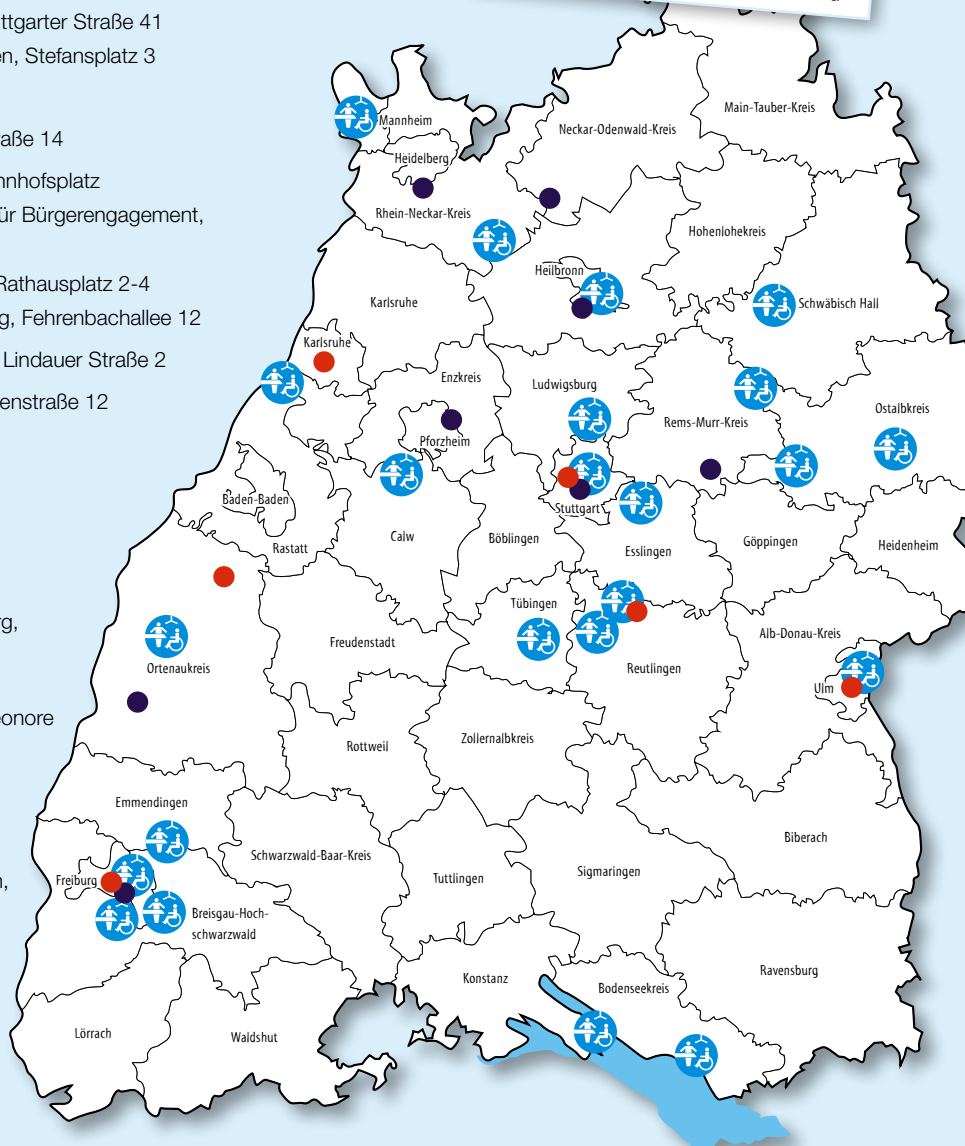 ttgarter Straße 41
en, Stefansplatz 3
aße 14
nnhofsplatz
ür Bürgerengagement,
Rathausplatz 2-4
g, Fehrenbachallee 12
Lindauer Straße 2
enstraße 12
rg,
eonore
n,
Main-Tauber-Kreis
Mannheim
Neckar-Odenwald-Kreis
Heidelberg
Rhein-Neckar-Kreis
Hohenlohekreis
Heilbronn
Karlsruhe
Schwäbisch Hall
Karlsruhe
Enzkreis
Ludwigsburg
Ostalbkreis
Rems-Murr-Kreis
Pforzheim
Baden-Baden
Stuttgart
Calw
Böblingen
Göppingen
Rastatt
Esslingen
Heidenheim
Tübingen
Alb-Donau-Kreis
Freudenstadt
Ortenaukreis
Reutlingen
Ulm
Rottweil
Zollernalbkreis
Emmendingen
Biberach
Schwarzwald-Baar-Kreis
Sigmaringen
Freiburg
Tuttlingen
Breisgau-Hoch-
schwarzwald
Ravensburg
Konstanz
Bodenseekreis
Lörrach
Waldshut